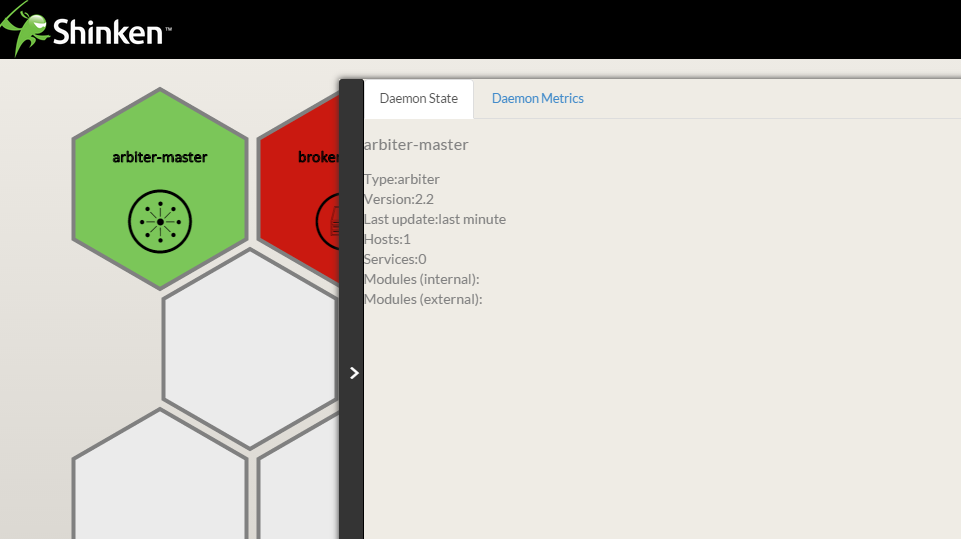 Shinken™
Daemon State
Daemon Metrics
arbiter-master
broker
arbiter-master
Type:arbiter
Version:2.2
Last update:last minute
Hosts:1
Services:0
Modules (internal):
Modules (external):